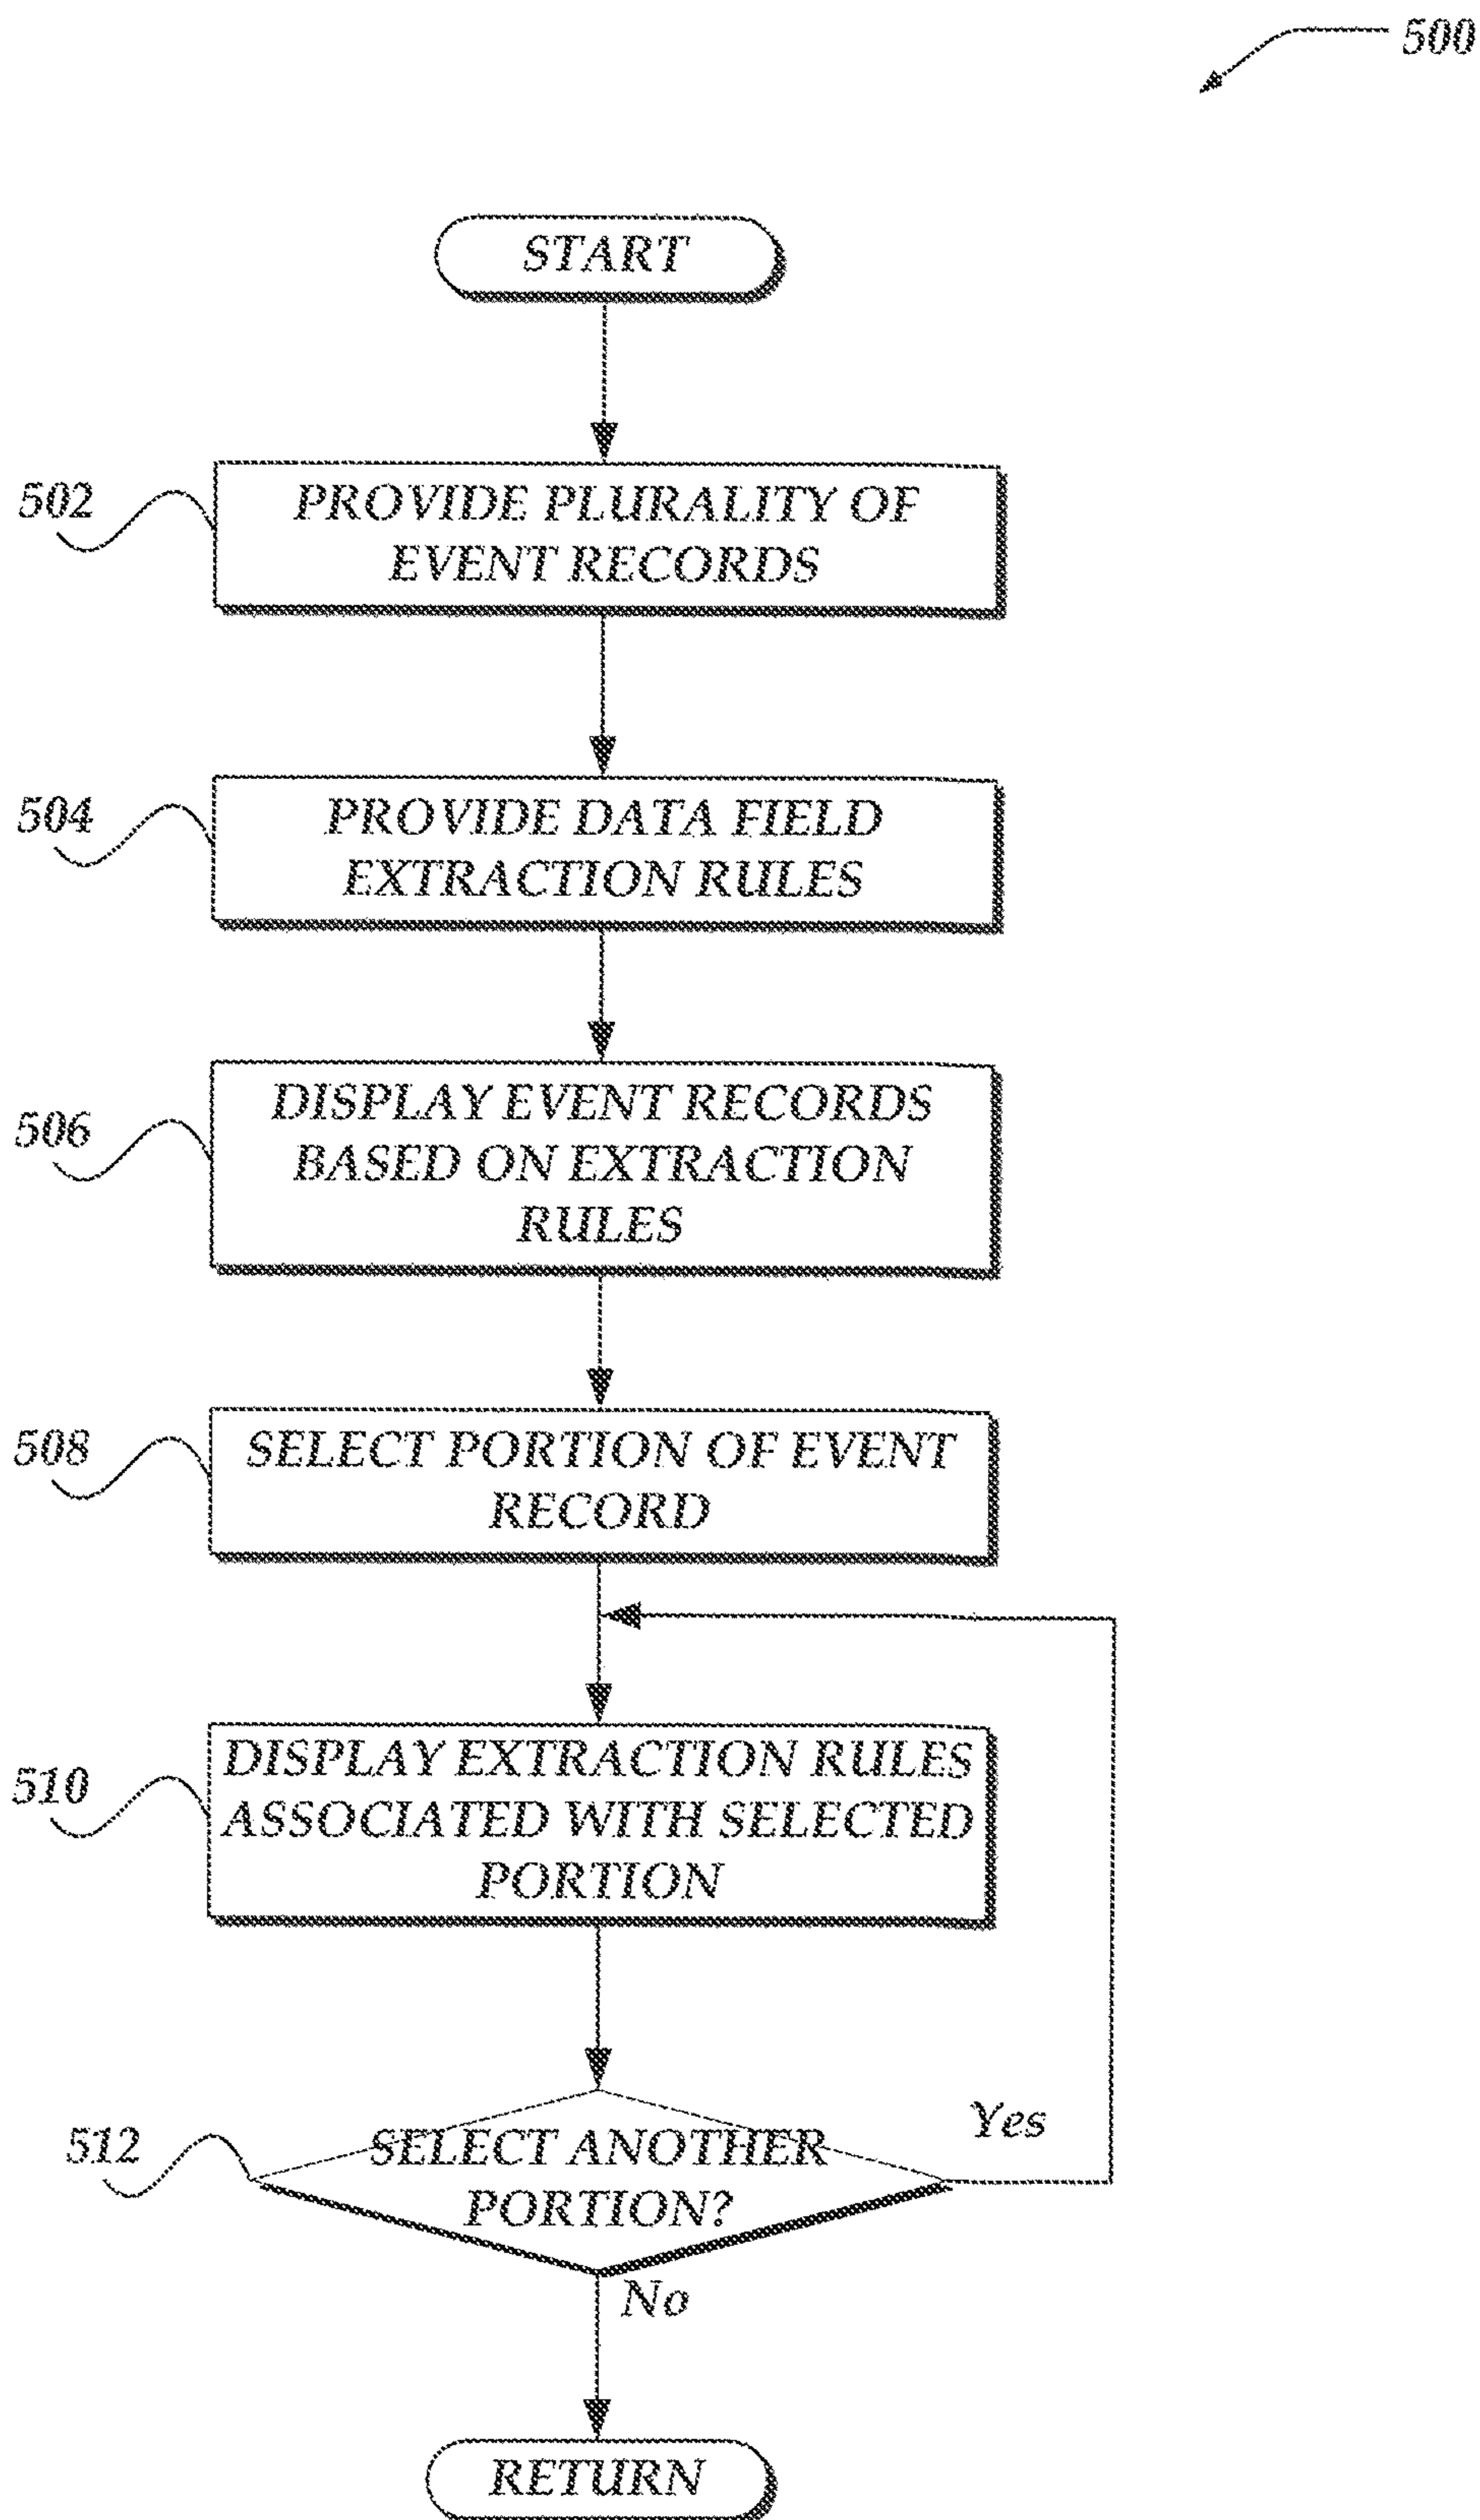 500
START
502
PROVIDE PLURALITY OF
EVENT RECORDS
504
PROVIDE DATA FIELD
EXTRACTION RULES
506
DISPLAY EVENT RECORDS
BASED ON EXTRACTION
RULES
508
SELECT PORTION OF EVENT
RECORD
510
DISPLAY EXTRACTION RULES
ASSOCIATED WITH SELECTED
PORTION
512
SELECT ANOTHER
PORTION?
Yes
No
RETURN